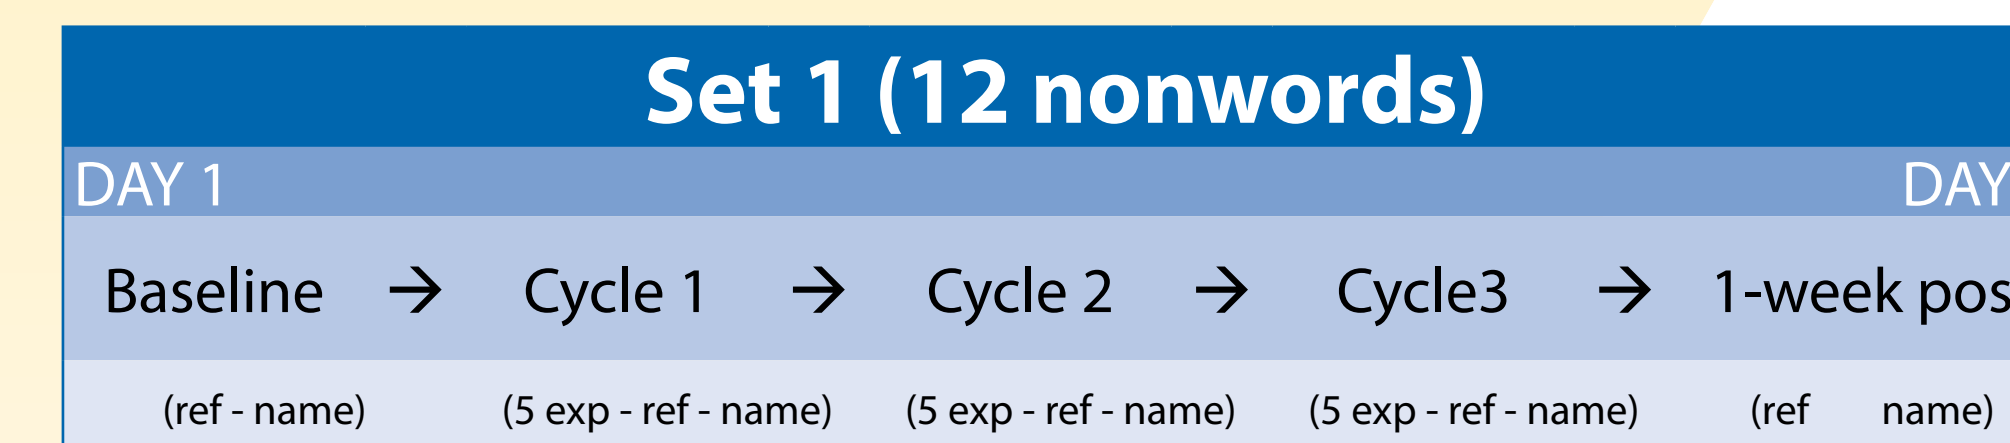 Set 1 (12 nonwords)
DAY 1 DAY
Baseline → Cycle 1 → Cycle 2 → Cycle3 → 1-week pos
(ref - name) (5 exp - ref - name) (5 exp - ref - name) (5 exp - ref - name) (ref name)